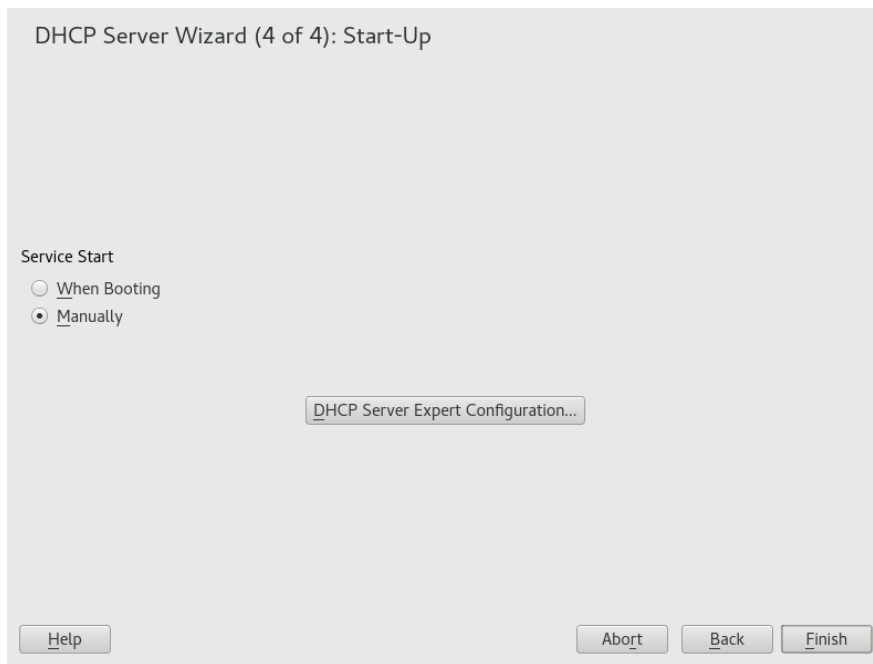 DHCP Server Wizard (4 of 4): Start-Up
Service Start
When Booting
Manually
DHCP Server Expert Configuration...
Help
Abort
Back
Finish